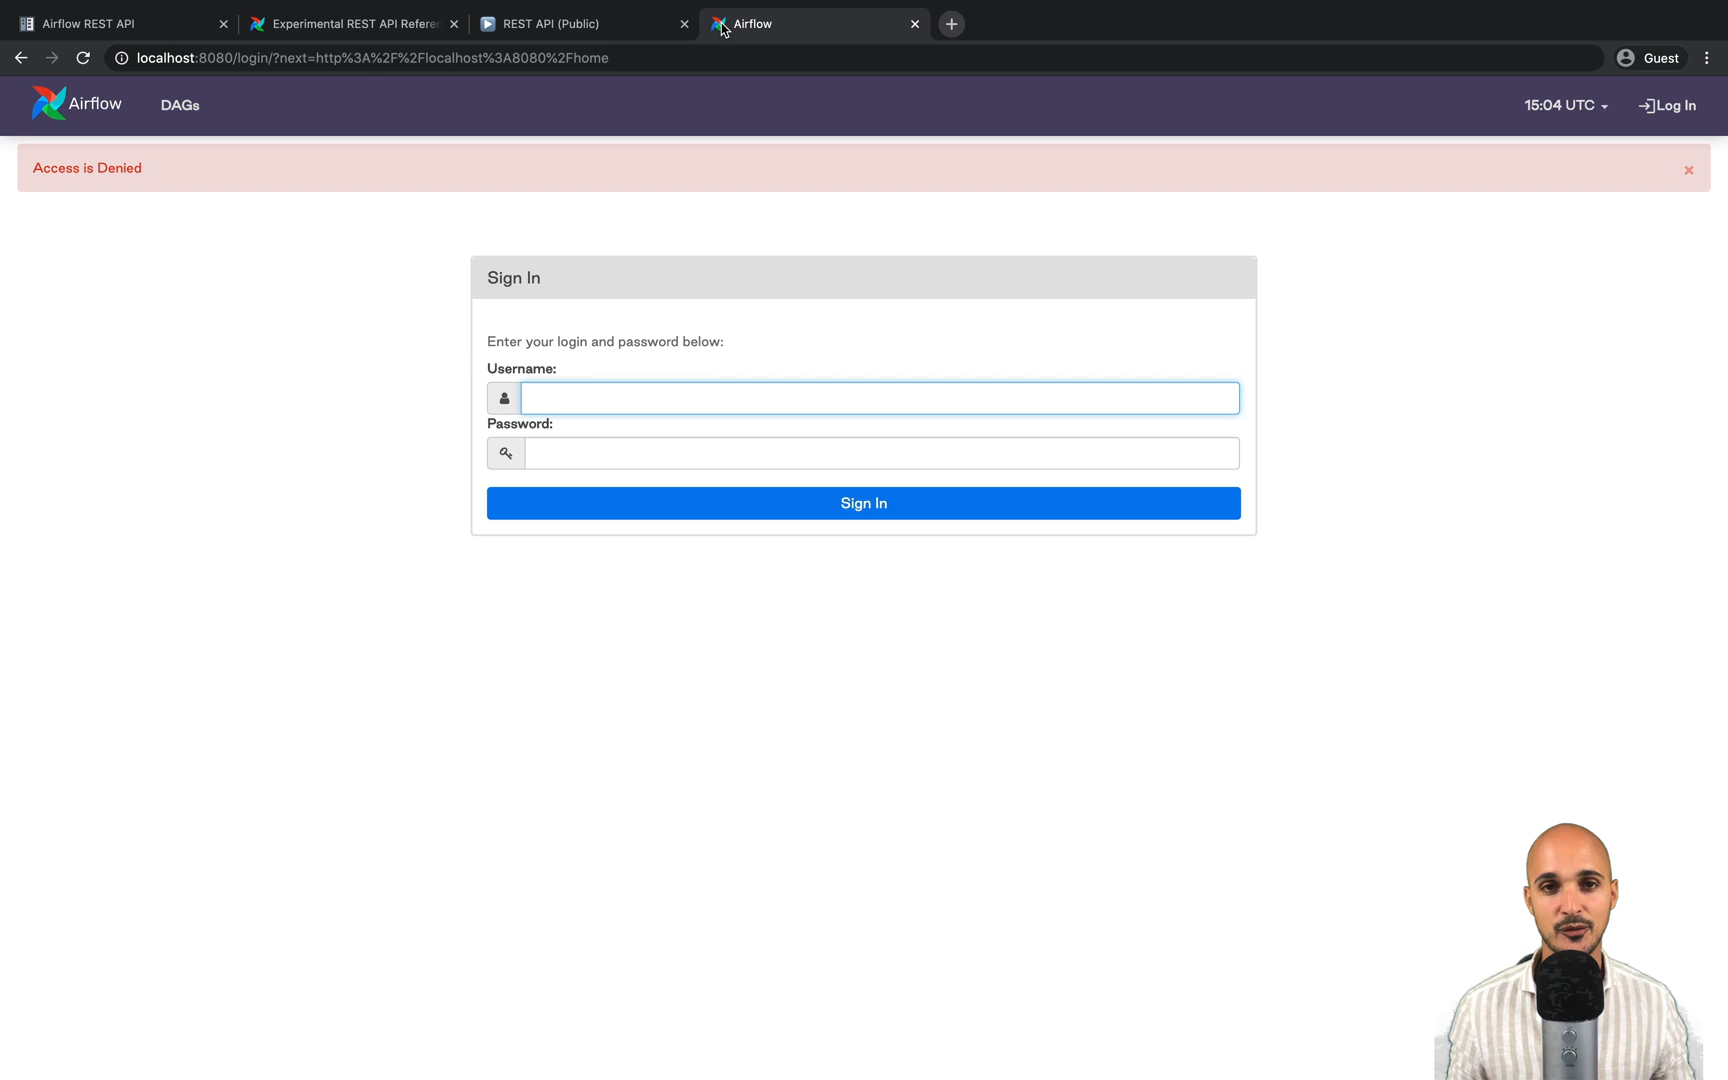 Airflow REST API
Experimental REST API Refere
REST API (Public)
Airflow
localhost:8080/login/?next=http%3A%2F%2Flocalhost%3A8080%2Fhome
Guest
Airflow
DAGs
15:04 UTC
Log In
Access is Denied
Sign In
Enter your login and password below:
Username:
Password:
Sign In